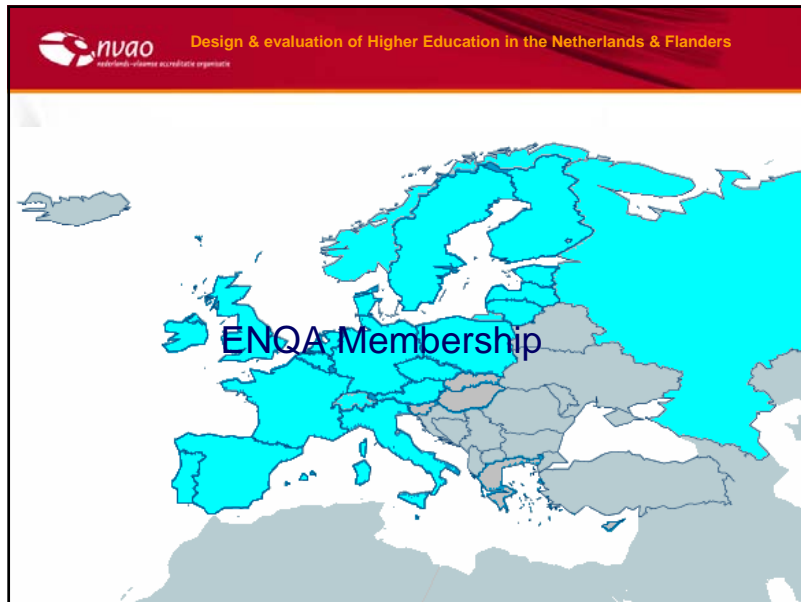 nvao
nederlands-vlaamse accreditatie organisatie
Design & evaluation of Higher Education in the Netherlands & Flanders
ENQA Membership